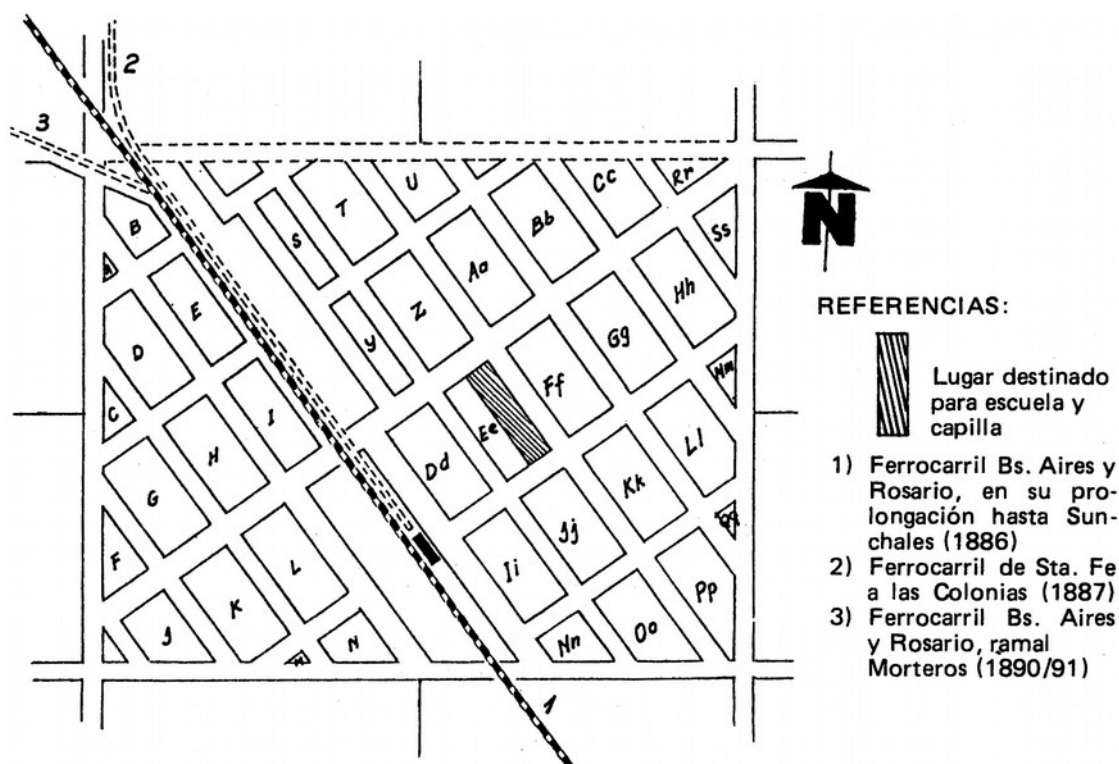 2
3
B
S
T
U
Bb
Cc
Rr
Ss
N
E
D
C
Y
Z
Aa
Gg
Hh
Mm
I
H
G
F
Dd
Ee
Ff
Kk
Ll
L
K
J
N
Ii
Jj
Pp
Nn
Oo
1
REFERENCIAS:
Lugar destinado
para escuela y
capilla
1) Ferrocarril Bs. Aires y
Rosario, en su pro-
longación hasta Sun-
chales (1886)
2) Ferrocarril de Sta. Fe
a las Colonias (1887)
3) Ferrocarril Bs. Aires
y Rosario, ramal
Morteros (1890/91)